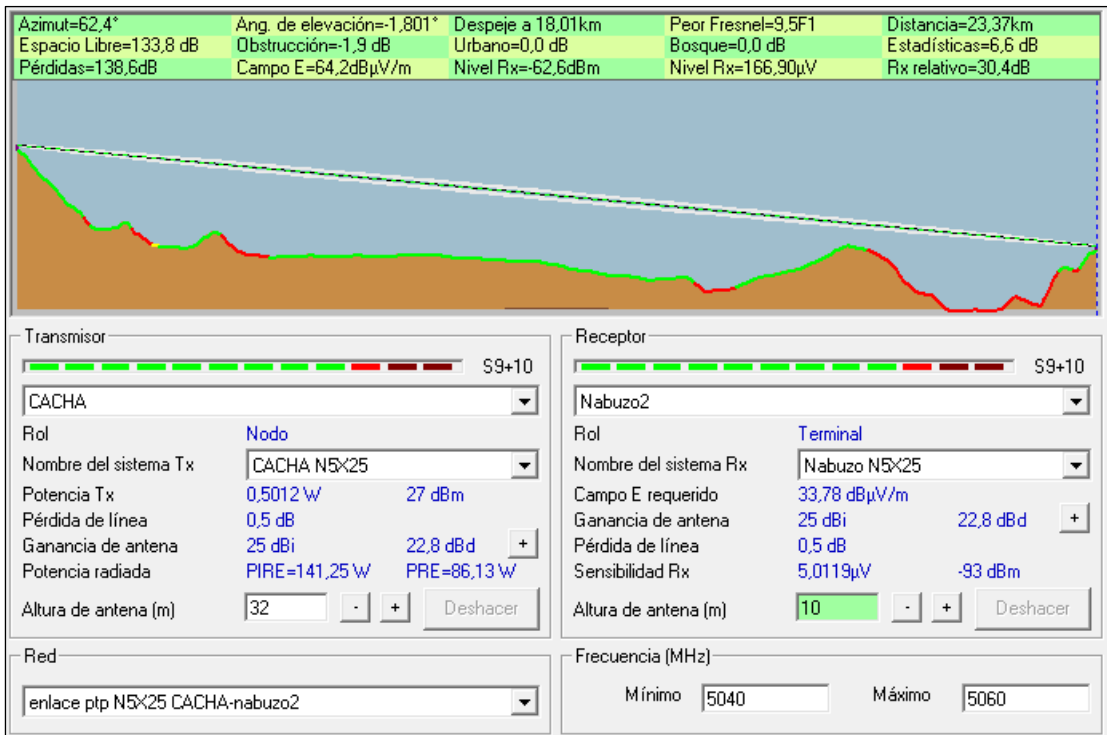 Azimut=62,4° Ang. de elevación=-1,801° Despeje a 18,01km Peor Fresnel=9,5F1 Distancia=23,37km
Espacio Libre=133,8 dB Obstrucción=-1,9 dB Urbano=0,0 dB Bosque=0,0 dB Estadísticas=6,6 dB
Pérdidas=138,6dB Campo E=64,2dBµV/m Nivel Rx=-62,6dBm Nivel Rx=166,90µV Rx relativo=30,4dB
Transmisor
S9+10
CACHA
Rol Nodo
Nombre del sistema Tx CACHA N5X25
Potencia Tx 0,5012 W 27 dBm
Pérdida de línea 0,5 dB
Ganancia de antena 25 dBi 22,8 dBd +
Potencia radiada PIRE=141,25 W PRE=86,13 W
Altura de antena (m) 32 - + Deshacer
Receptor
S9+10
Nabuzo2
Rol Terminal
Nombre del sistema Rx Nabuzo N5X25
Campo E requerido 33,78 dBµV/m
Ganancia de antena 25 dBi 22,8 dBd +
Pérdida de línea 0,5 dB
Sensibilidad Rx 5,0119µV -93 dBm
Altura de antena (m) 10 - + Deshacer
Red
enlace ptp N5X25 CACHA-nabuzo2
Frecuencia (MHz)
Mínimo 5040 Máximo 5060